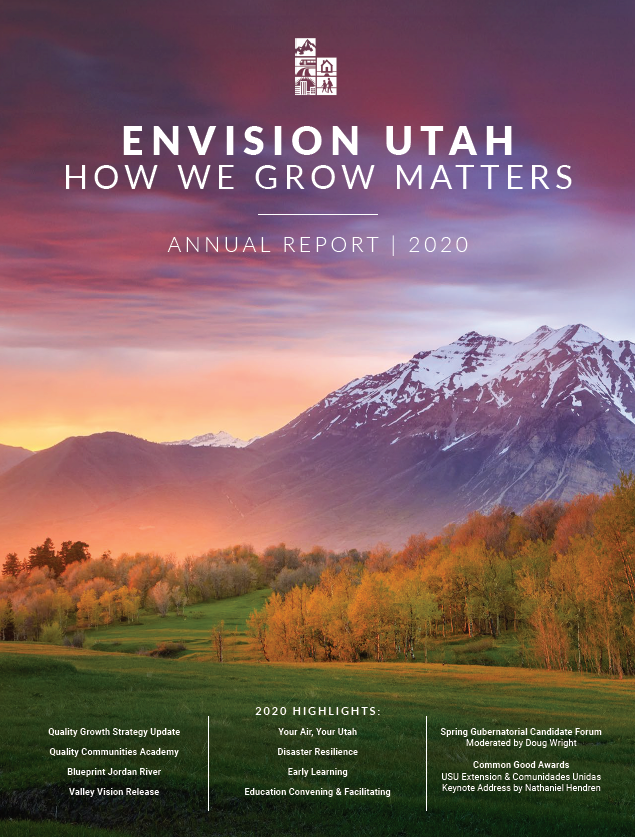 ENVISION UTAH
HOW WE GROW MATTERS
ANNUAL REPORT | 2020
2020 HIGHLIGHTS:
Quality Growth Strategy Update
Quality Communities Academy
Blueprint Jordan River
Valley Vision Release
Your Air, Your Utah
Disaster Resilience
Early Learning
Education Convening & Facilitating
Spring Gubernatorial Candidate Forum
Moderated by Doug Wright
Common Good Awards
USU Extension & Comunidades Unidas
Keynote Address by Nathaniel Hendren